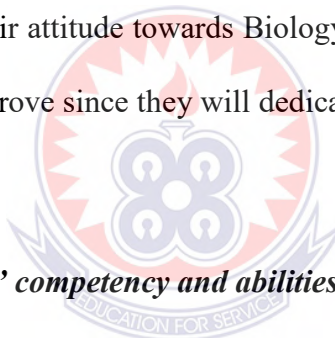 ir attitude towards Biology
rove since they will dedica
’ competency and abilities
EDUCATION FOR SERVICE